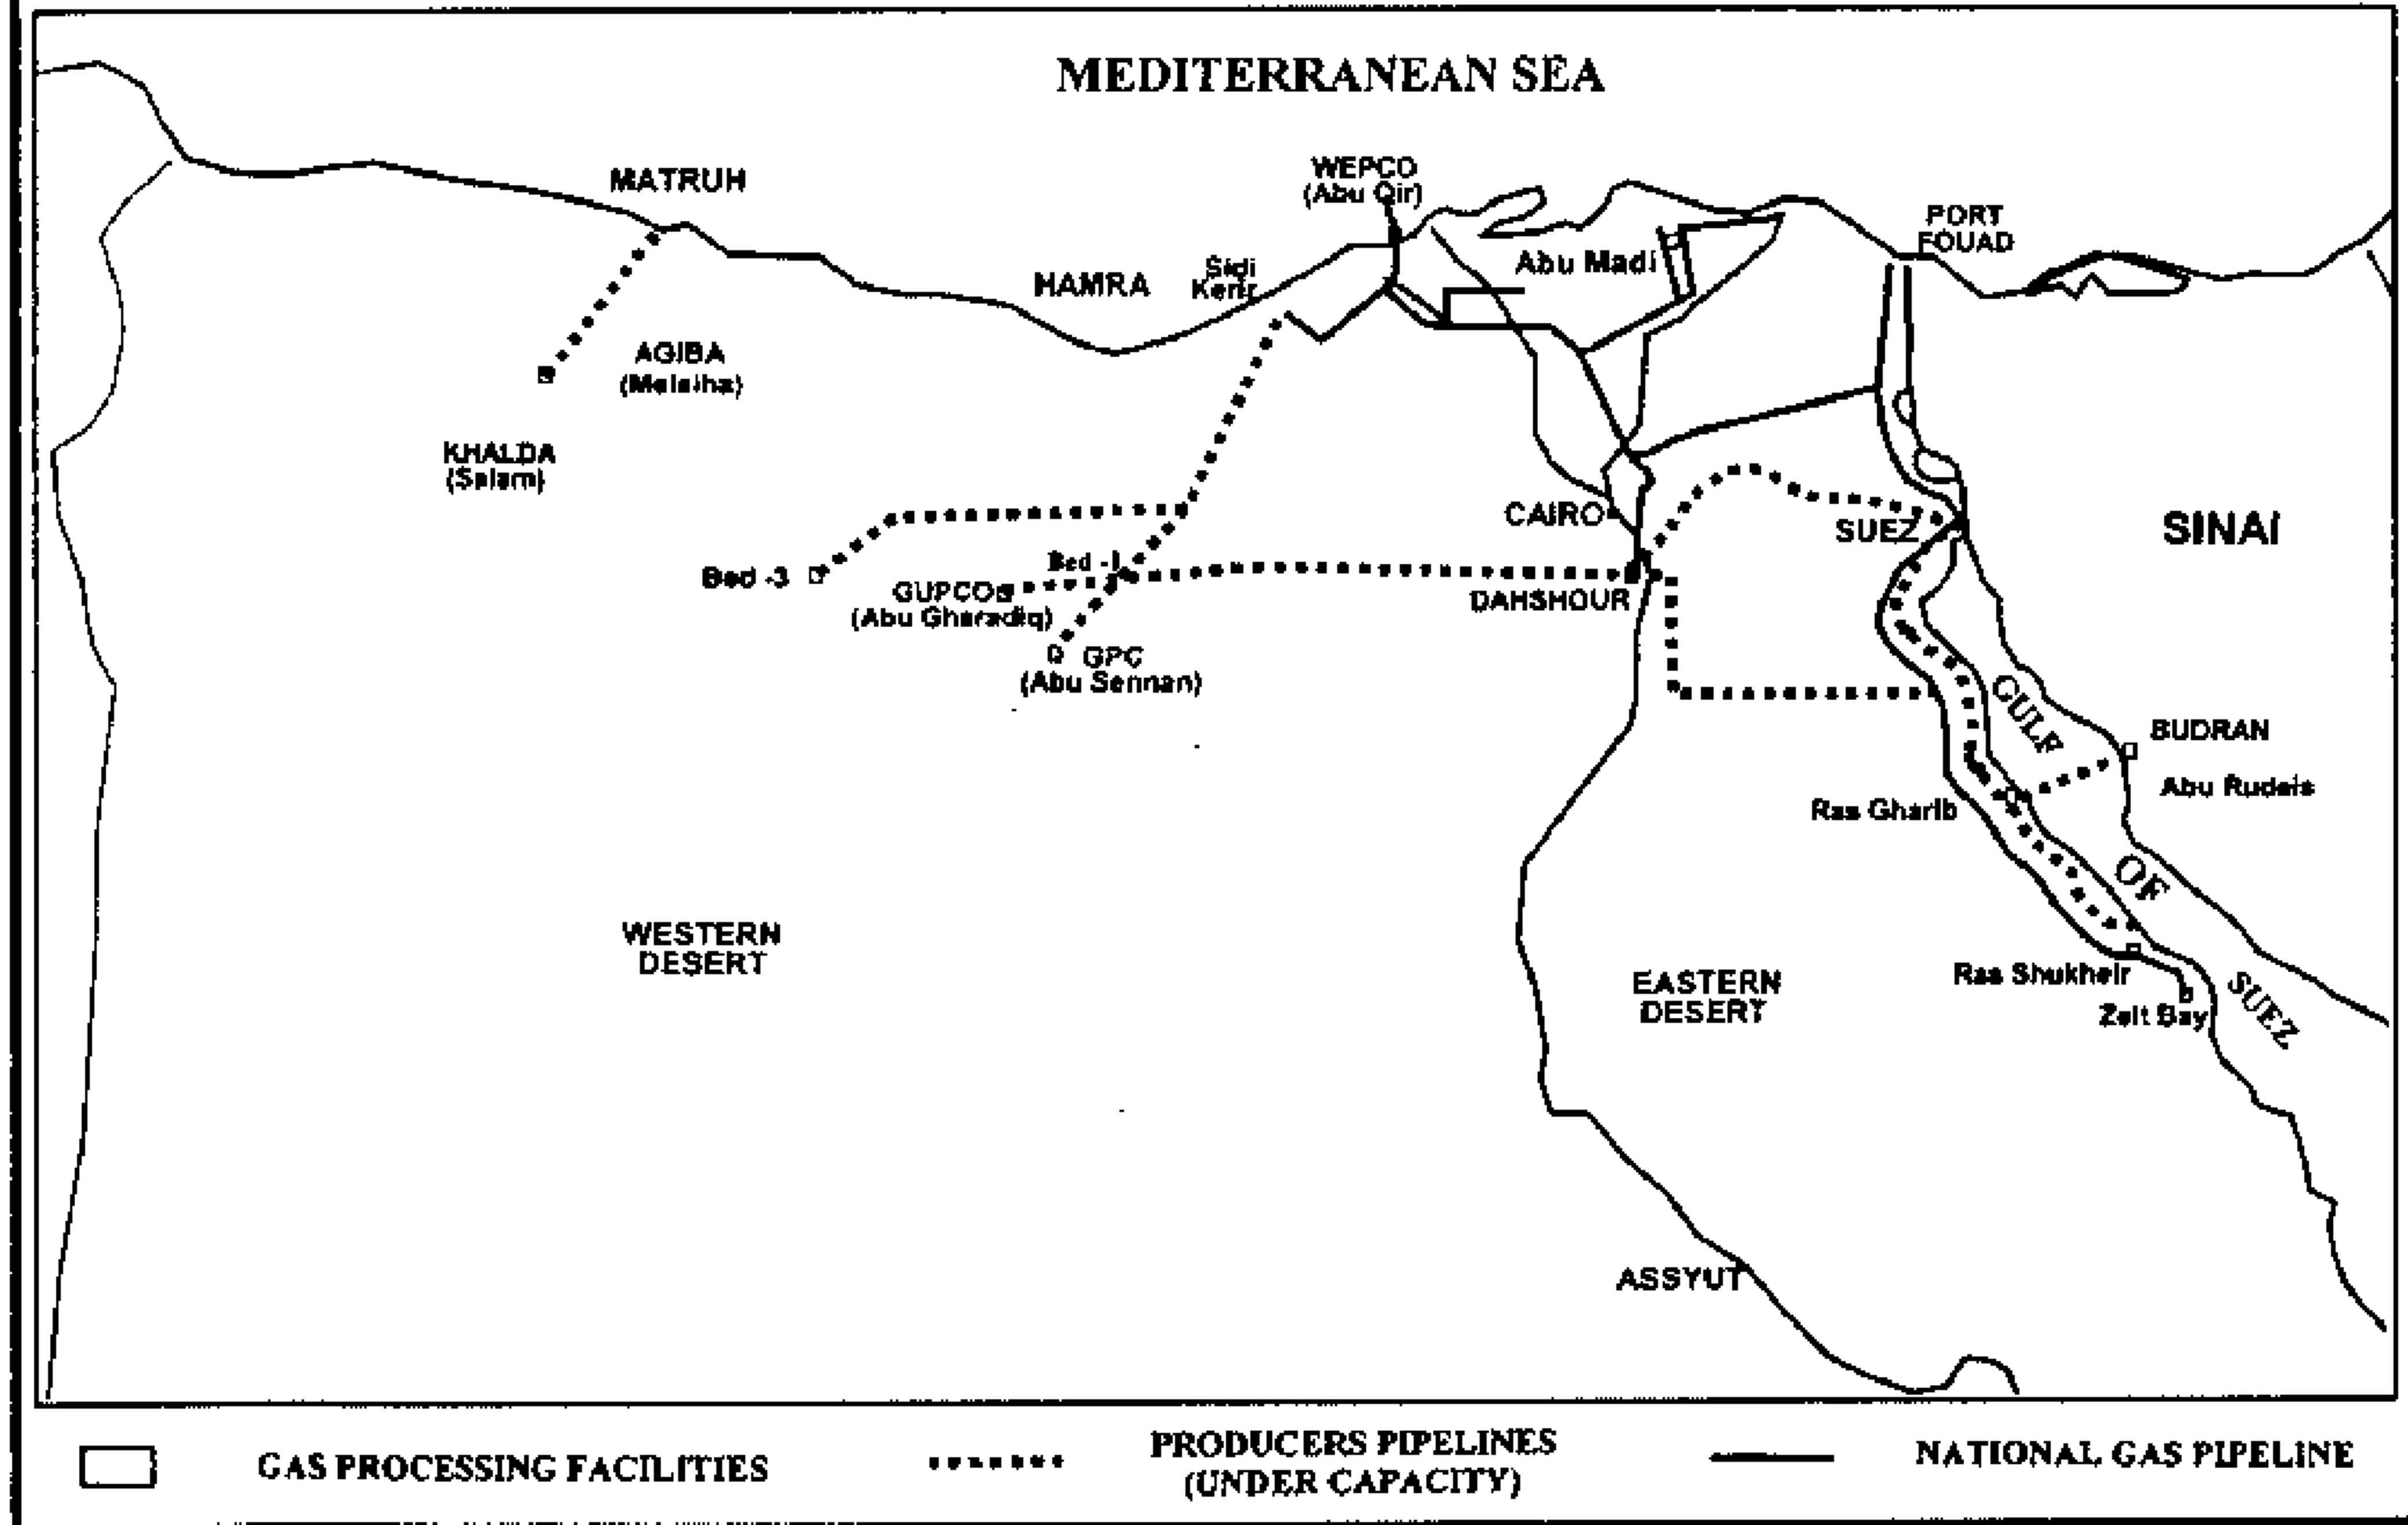 MEDITERRANEAN SEA
MATRUH
WEPCO
(Abu Qir)
PORT
FOUAD
Abu Madi
Sidi
Kerir
HAMRA
AGIBA
(Meleiha)
KHALDA
(Salam)
CAIRO
SUEZ
SINAI
Bed -3
Bed -1
GUPCO
(Abu Gharadiq)
DAHSHOUR
GPC
(Abu Sennan)
GULF
OF
SUEZ
BUDRAN
Abu Rudeis
Ras Gharib
WESTERN
DESERT
EASTERN
DESERT
Ras Shukheir
Zeit Bay
ASSYUT
GAS PROCESSING FACILITIES
PRODUCERS PIPELINES
(UNDER CAPACITY)
NATIONAL GAS PIPELINE